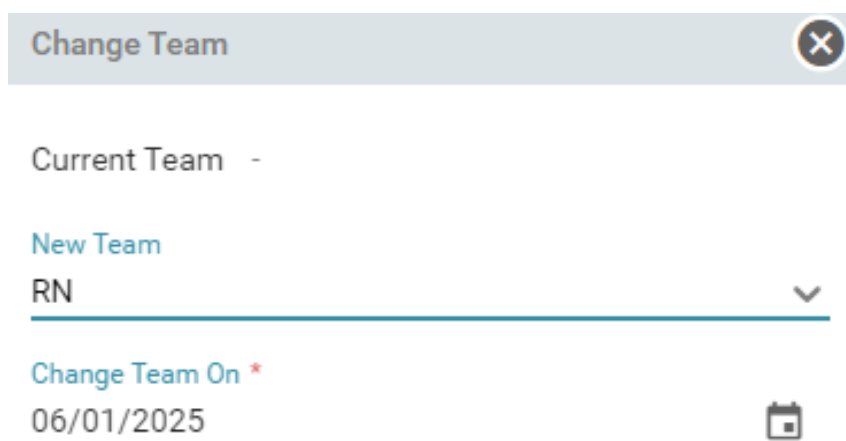 Change Team
Current Team -
New Team
RN
Change Team On *
06/01/2025